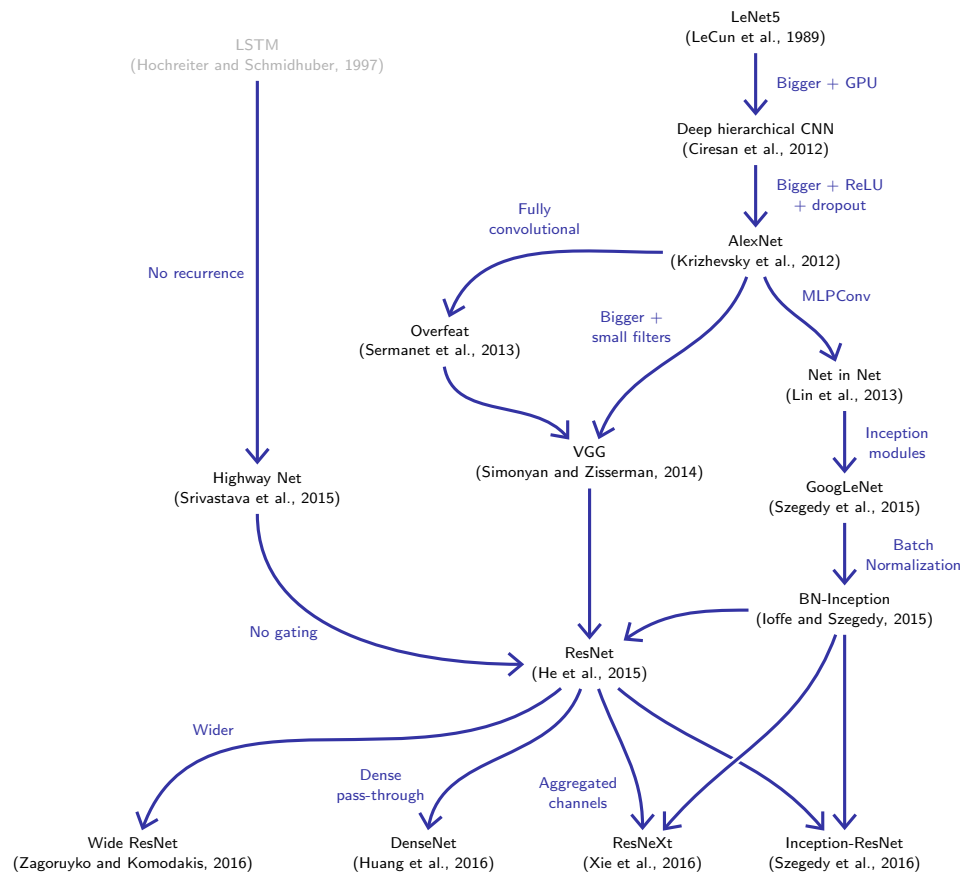 LeNet5
(LeCun et al., 1989)
LSTM
(Hochreiter and Schmidhuber, 1997)
Bigger + GPU
Deep hierarchical CNN
(Ciresan et al., 2012)
Bigger + ReLU
+ dropout
Fully
convolutional
AlexNet
(Krizhevsky et al., 2012)
No recurrence
MLPConv
Bigger +
small filters
Overfeat
(Sermanet et al., 2013)
Net in Net
(Lin et al., 2013)
Inception
modules
VGG
(Simonyan and Zisserman, 2014)
Highway Net
(Srivastava et al., 2015)
GoogLeNet
(Szegedy et al., 2015)
Batch
Normalization
BN-Inception
(Ioffe and Szegedy, 2015)
No gating
ResNet
(He et al., 2015)
Wider
Dense
pass-through
Aggregated
channels
Wide ResNet
(Zagoruyko and Komodakis, 2016)
DenseNet
(Huang et al., 2016)
ResNeXt
(Xie et al., 2016)
Inception-ResNet
(Szegedy et al., 2016)